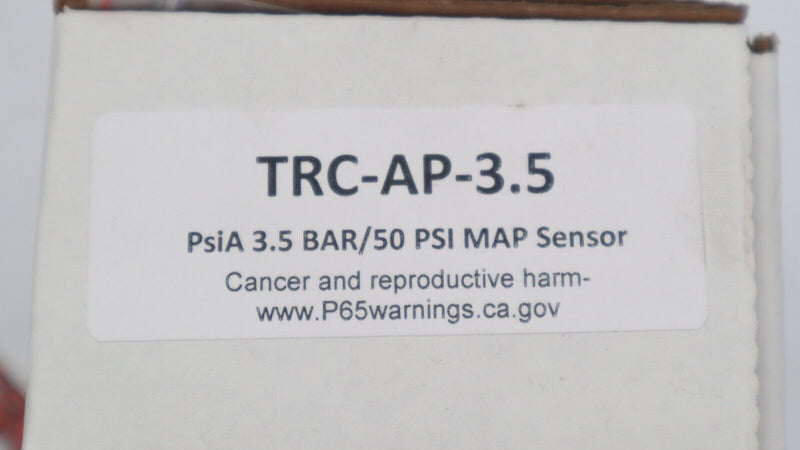 TRC-AP-3.5
PsiA 3.5 BAR/50 PSI MAP Sensor
Cancer and reproductive harm-
www.P65warnings.ca.gov